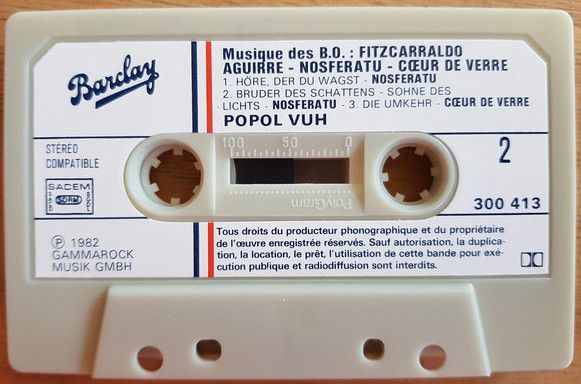 Barclay
Musique des B.O. : FITZCARRALDO
AGUIRRE - NOSFERATU - CŒUR DE VERRE
1. HÖRE, DER DU WAGST - NOSFERATU
2. BRUDER DES SCHATTENS - SOHNE DES
LICHTS - NOSFERATU - 3. DIE UMKEHR - CŒUR DE VERRE
POPOL VUH
STÉRÉO
COMPATIBLE
100 50 0
PolyGram
2
SACEM
SDRM
300 413
℗ 1982
GAMMAROCK
MUSIK GMBH
Tous droits du producteur phonographique et du propriétaire
de l'œuvre enregistrée réservés. Sauf autorisation, la duplica-
tion, la location, le prêt, l'utilisation de cette bande pour exé-
cution publique et radiodiffusion sont interdits.